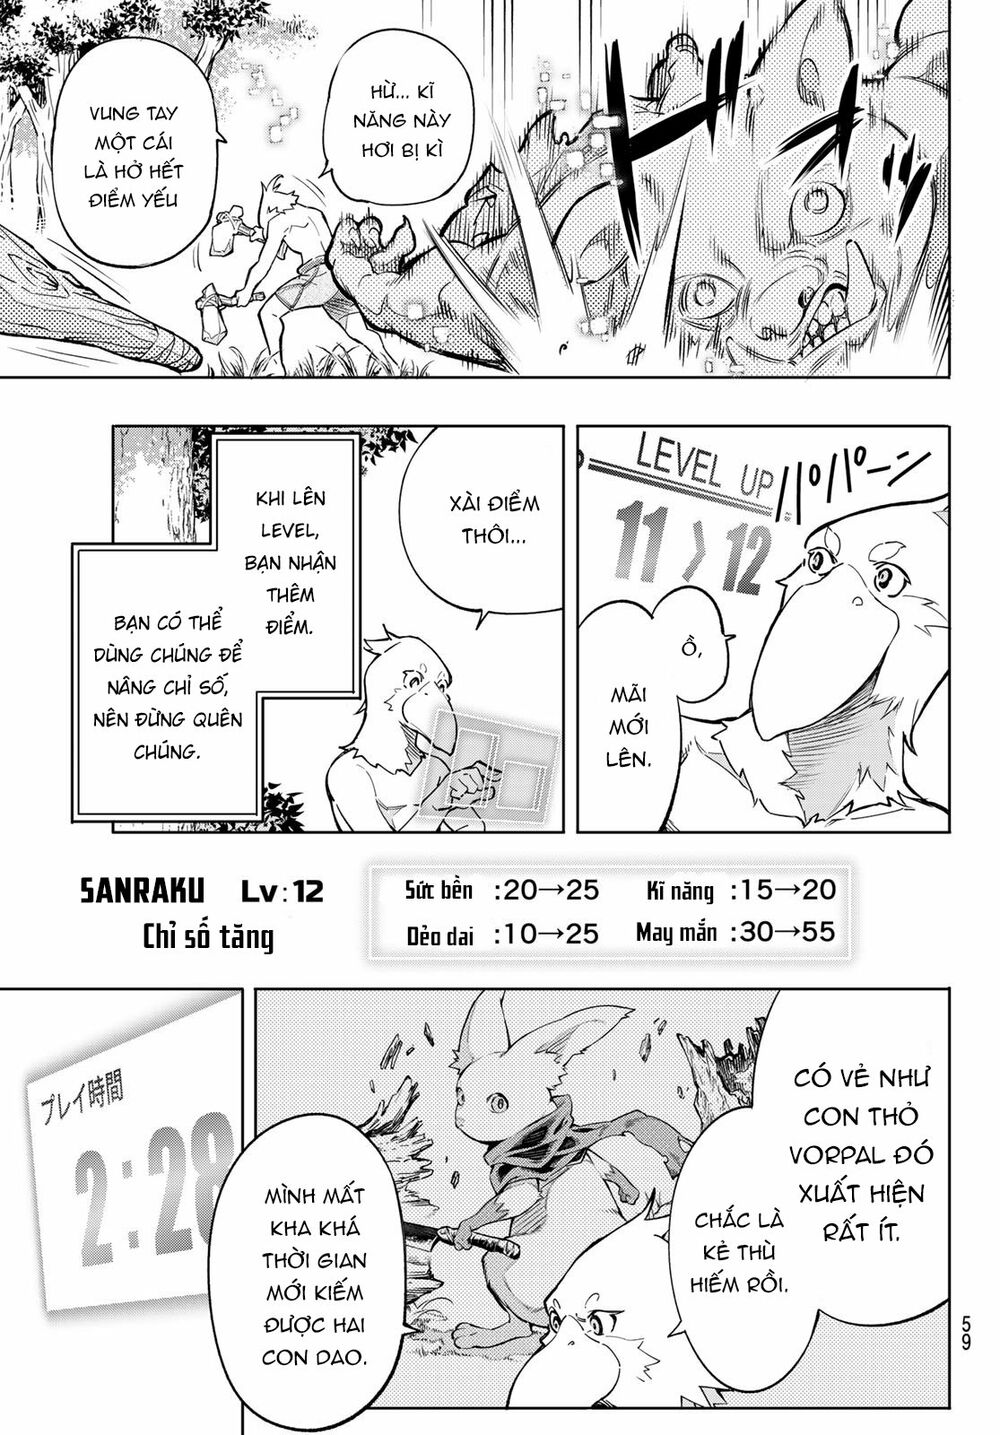 HỪ... KĨ
NĂNG NÀY
HƠI BỊ KÌ
VUNG TAY
MỘT CÁI
LÀ HỞ HẾT
ĐIỂM YẾU
LEVEL UP
11 > 12
パパパーン
Ồ,
MÃI
MỚI
LÊN.
XÀI ĐIỂM
THÔI...
KHI LÊN
LEVEL,
BẠN NHẬN
THÊM
ĐIỂM.
BẠN CÓ THỂ
DÙNG CHÚNG ĐỂ
NÂNG CHỈ SỐ,
NÊN ĐỪNG QUÊN
CHÚNG.
SANRAKU Lv:12
Chỉ số tăng
Sức bền :20→25 Kĩ năng :15→20
Dẻo dai :10→25 May mắn :30→55
CÓ VẺ NHƯ
CON THỎ
VORPAL ĐÓ
XUẤT HIỆN
RẤT ÍT.
CHẮC LÀ
KẺ THÙ
HIẾM RỒI.
MÌNH MẤT
KHA KHÁ
THỜI GIAN
MỚI KIẾM
ĐƯỢC HAI
CON DAO.
プレイ時間
2:28
59